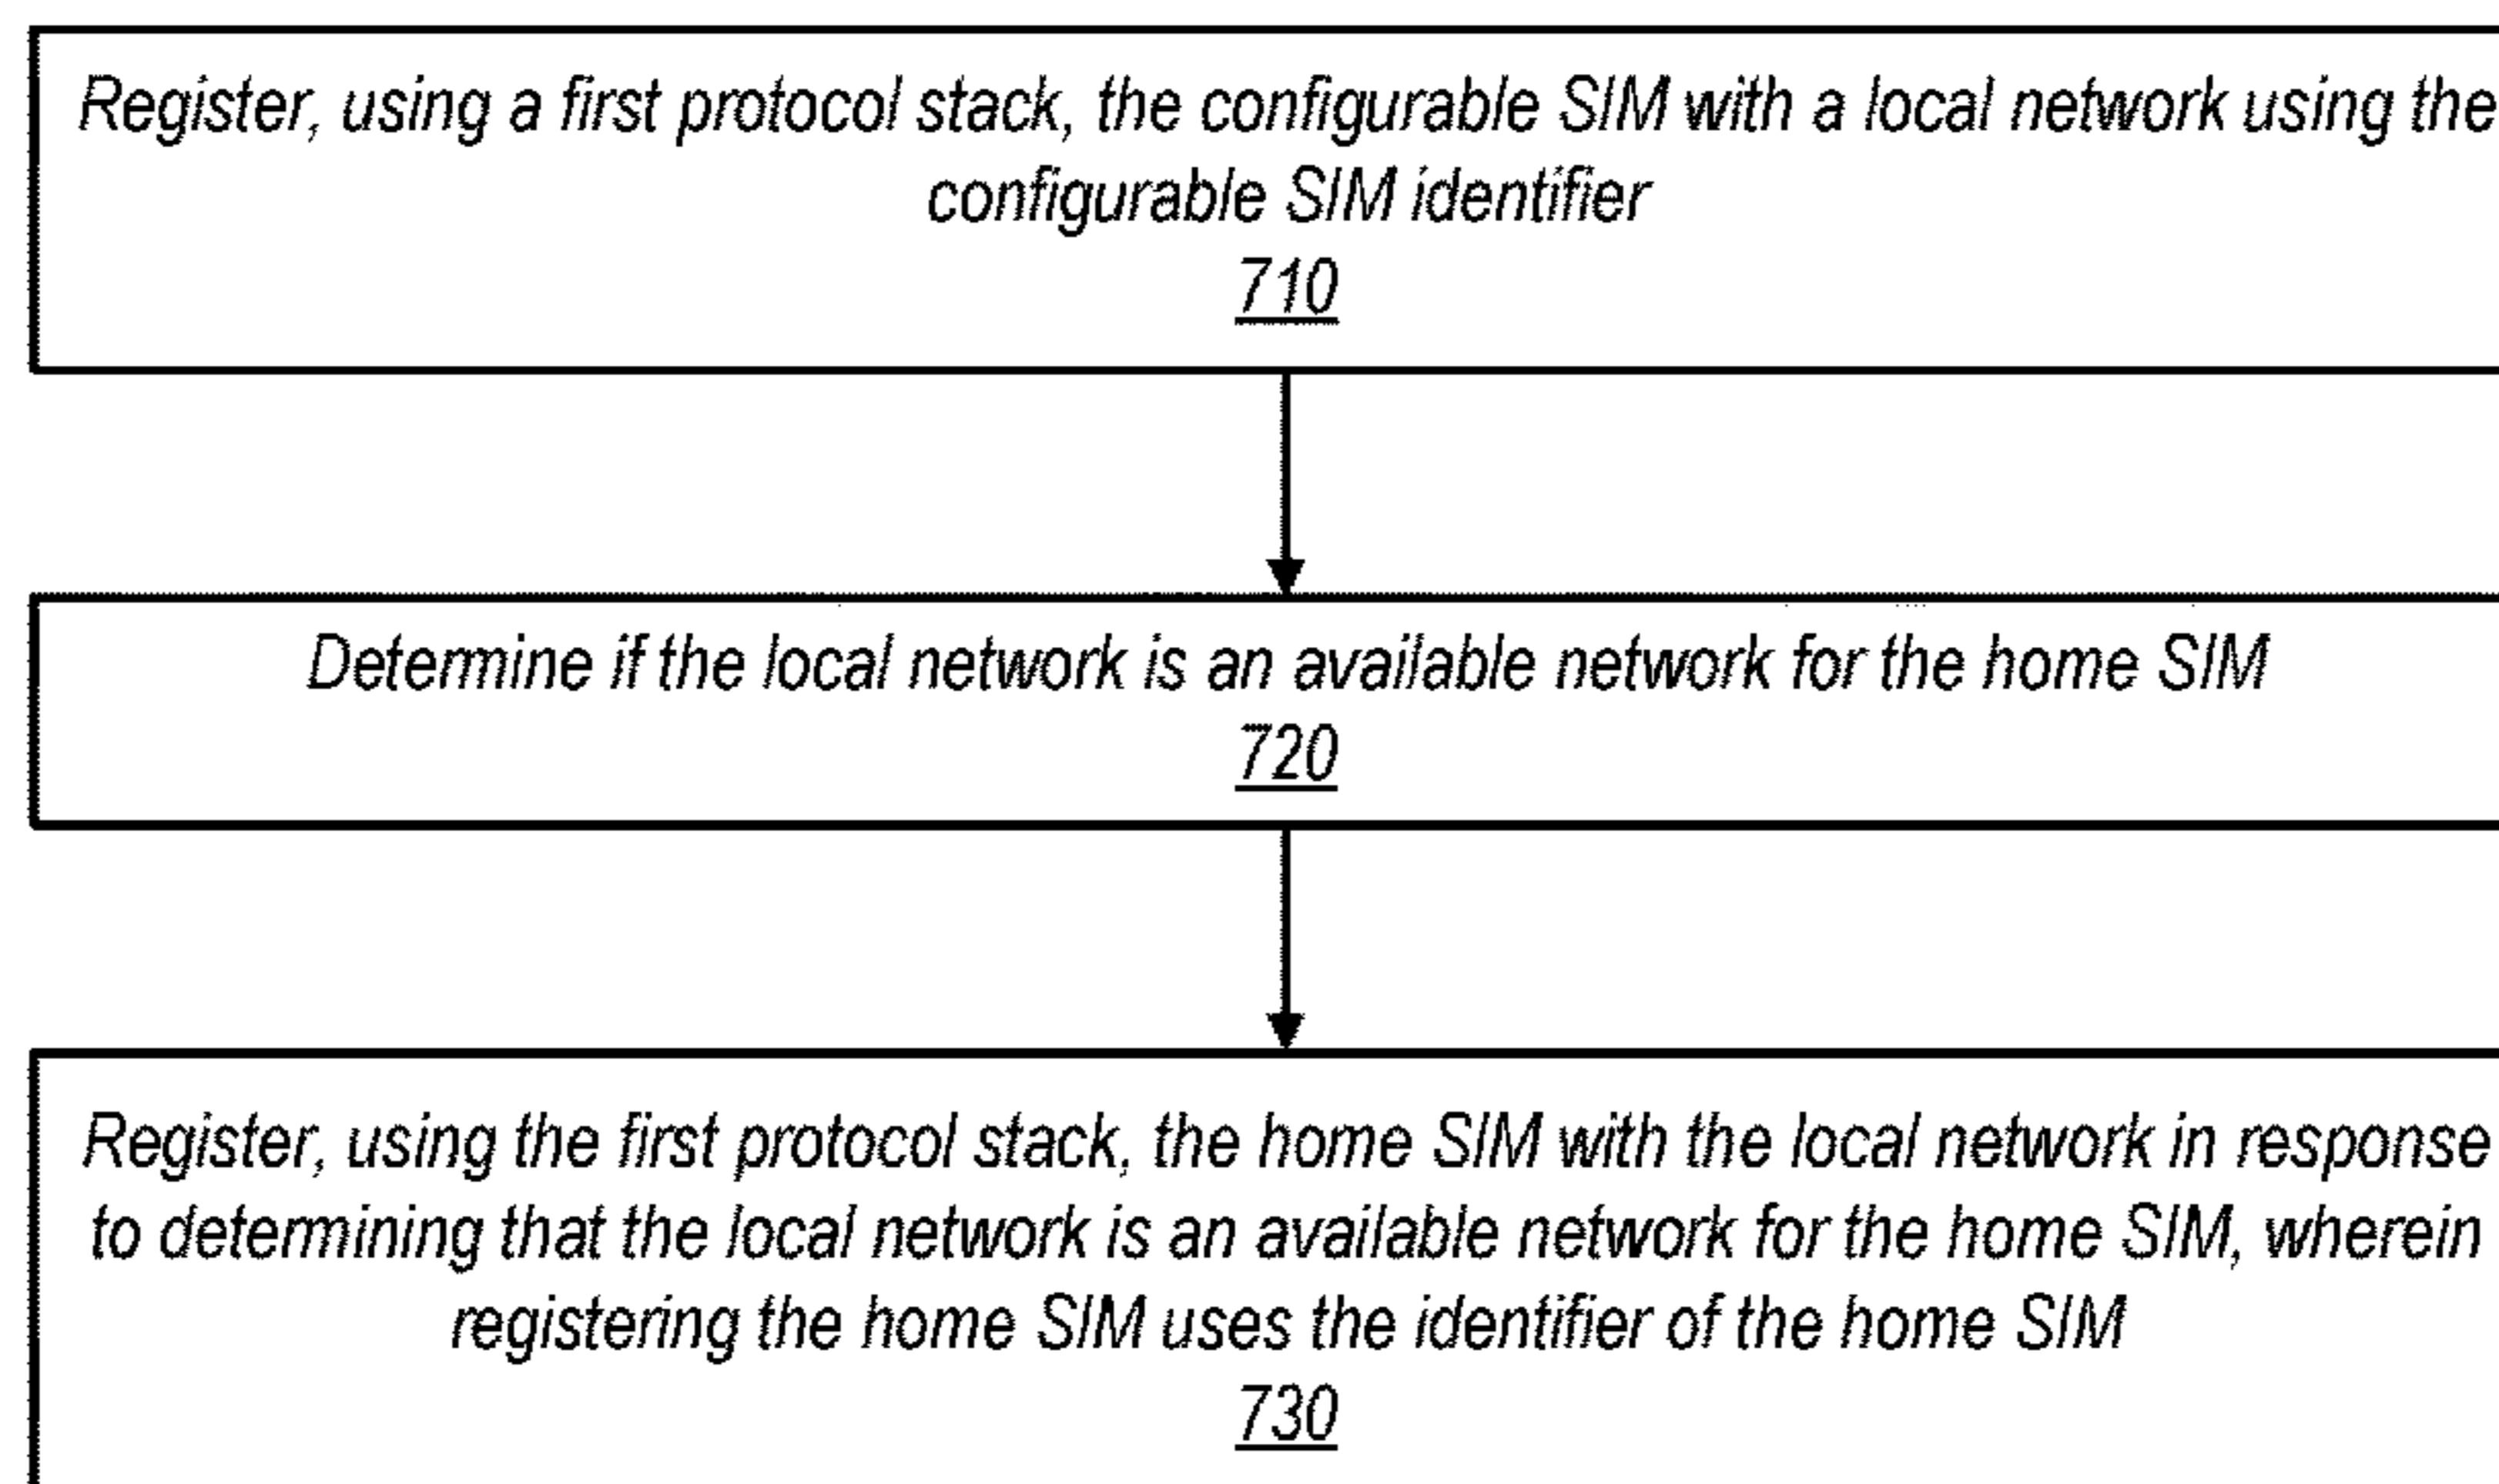 Register, using a first protocol stack, the configurable SIM with a local network using the
configurable SIM identifier
710
Determine if the local network is an available network for the home SIM
720
Register, using the first protocol stack, the home SIM with the local network in response
to determining that the local network is an available network for the home SIM, wherein
registering the home SIM uses the identifier of the home SIM
730